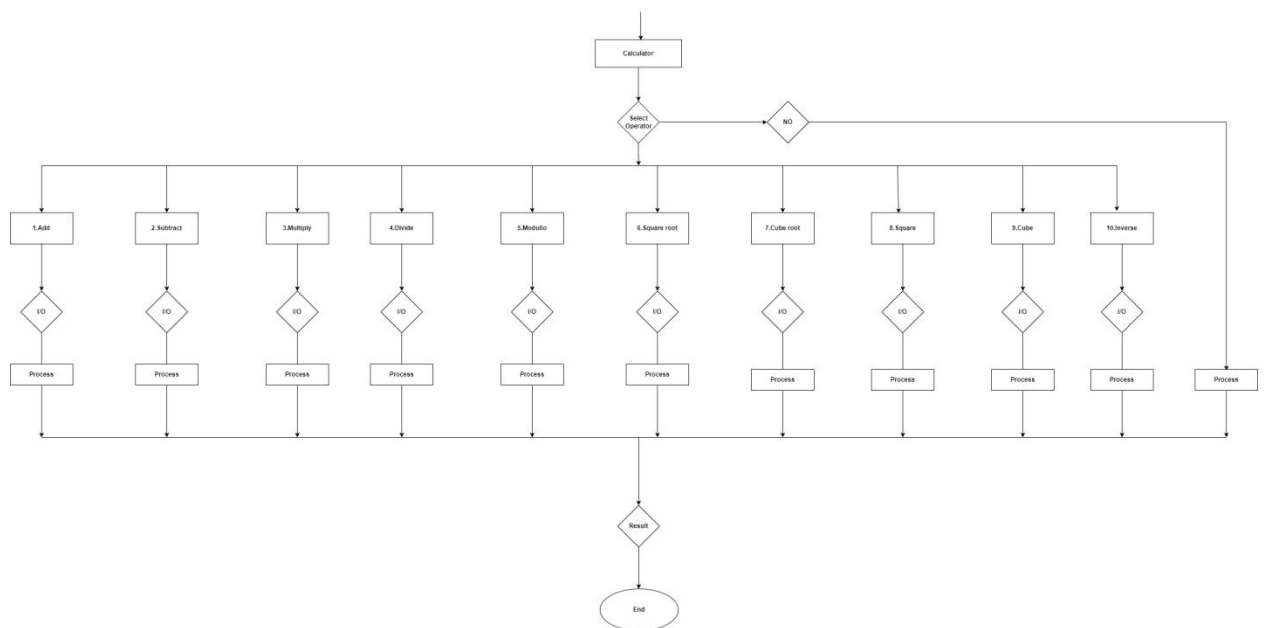 Calculator
Select
Operator
NO
1.Add
2.Subtract
3.Multiply
4.Divide
5.Modullo
6.Square root
7.Cube root
8.Square
9.Cube
10.Inverse
I/O
I/O
I/O
I/O
I/O
I/O
I/O
I/O
I/O
I/O
Process
Process
Process
Process
Process
Process
Process
Process
Process
Process
Process
Result
End